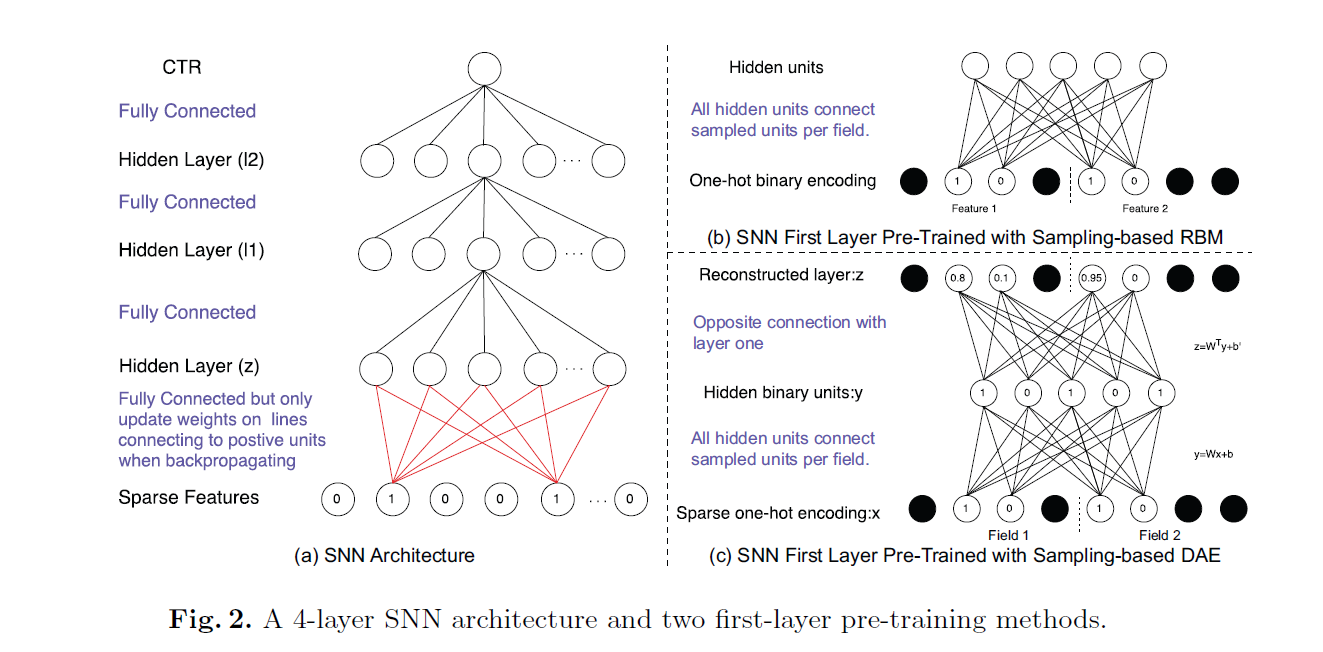 CTR
Fully Connected
Hidden Layer (l2)
...
Fully Connected
Hidden Layer (l1)
...
Fully Connected
Hidden Layer (z)
...
Fully Connected but only
update weights on lines
connecting to postive units
when backpropagating
Sparse Features
0 1 0 0 1 ... 0
(a) SNN Architecture
Hidden units
All hidden units connect
sampled units per field.
One-hot binary encoding
1 0 1 0
Feature 1 Feature 2
(b) SNN First Layer Pre-Trained with Sampling-based RBM
Reconstructed layer:z
0.8 0.1 0.95 0
Opposite connection with
layer one
z=Wᵀy+b'
Hidden binary units:y
1 0 1 0 1
All hidden units connect
sampled units per field.
y=Wx+b
Sparse one-hot encoding:x
1 0 1 0
Field 1 Field 2
(c) SNN First Layer Pre-Trained with Sampling-based DAE
Fig. 2. A 4-layer SNN architecture and two first-layer pre-training methods.